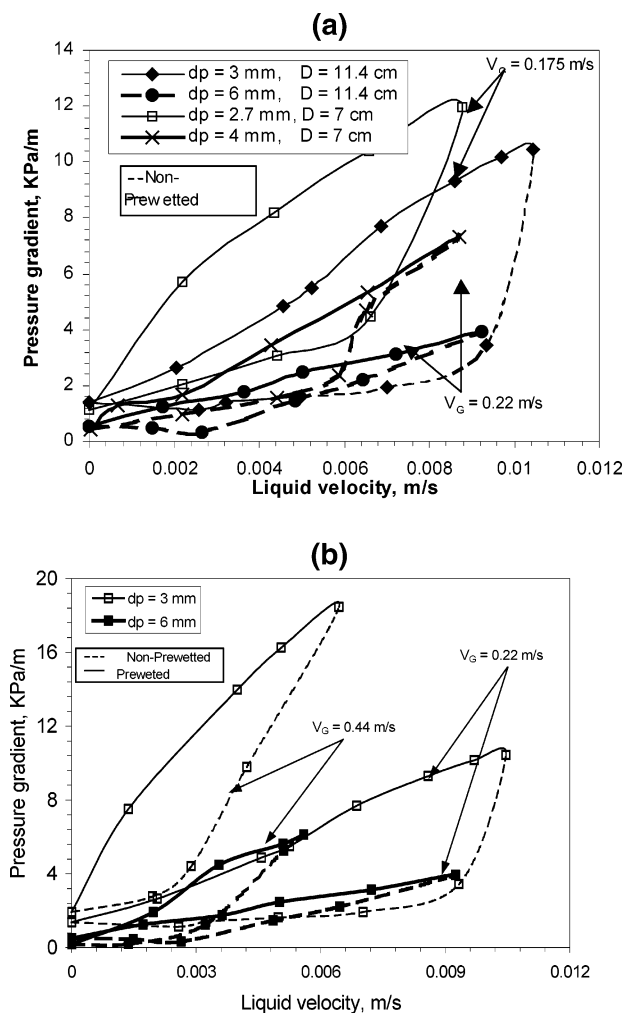 (a)
14
12
10
8
6
4
2
0
Pressure gradient, KPa/m
dp = 3 mm, D = 11.4 cm
dp = 6 mm, D = 11.4 cm
dp = 2.7 mm, D = 7 cm
dp = 4 mm, D = 7 cm
Non-
Prewetted
= 0.175 m/s
VG = 0.22 m/s
0 0.002 0.004 0.006 0.008 0.01 0.012
Liquid velocity, m/s
(b)
20
16
12
8
4
0
Pressure gradient, KPa/m
dp = 3 mm
dp = 6 mm
Non-Prewetted
Preweted
VG = 0.22 m/s
VG = 0.44 m/s
0 0.003 0.006 0.009 0.012
Liquid velocity, m/s